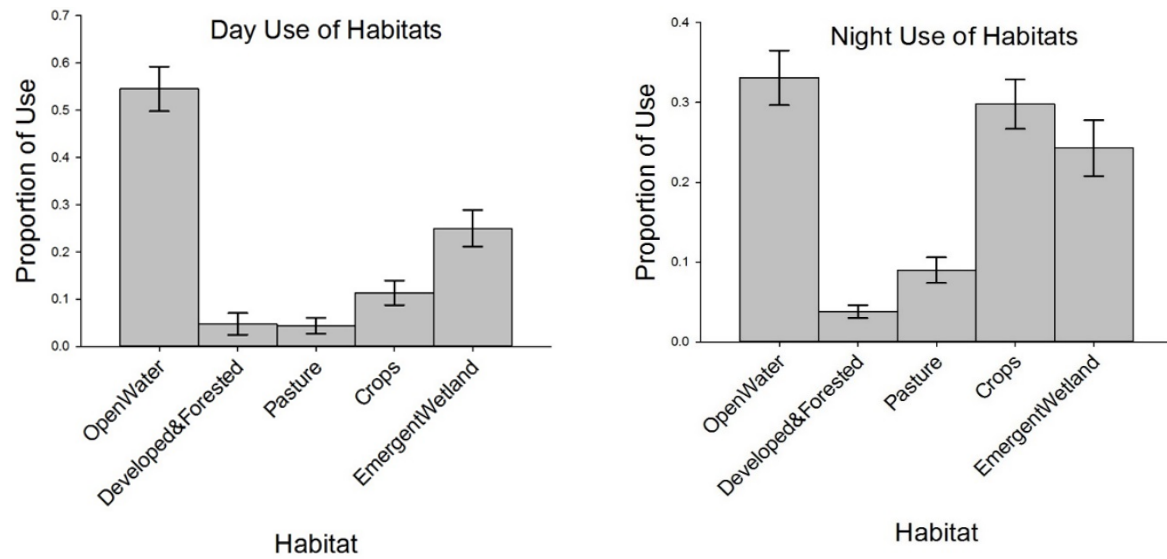 Day Use of Habitats
Proportion of Use
0.7
0.6
0.5
0.4
0.3
0.2
0.1
0.0
OpenWater
Developed&Forested
Pasture
Crops
EmergentWetland
Habitat
Night Use of Habitats
Proportion of Use
0.4
0.3
0.2
0.1
0.0
OpenWater
Developed&Forested
Pasture
Crops
EmergentWetland
Habitat